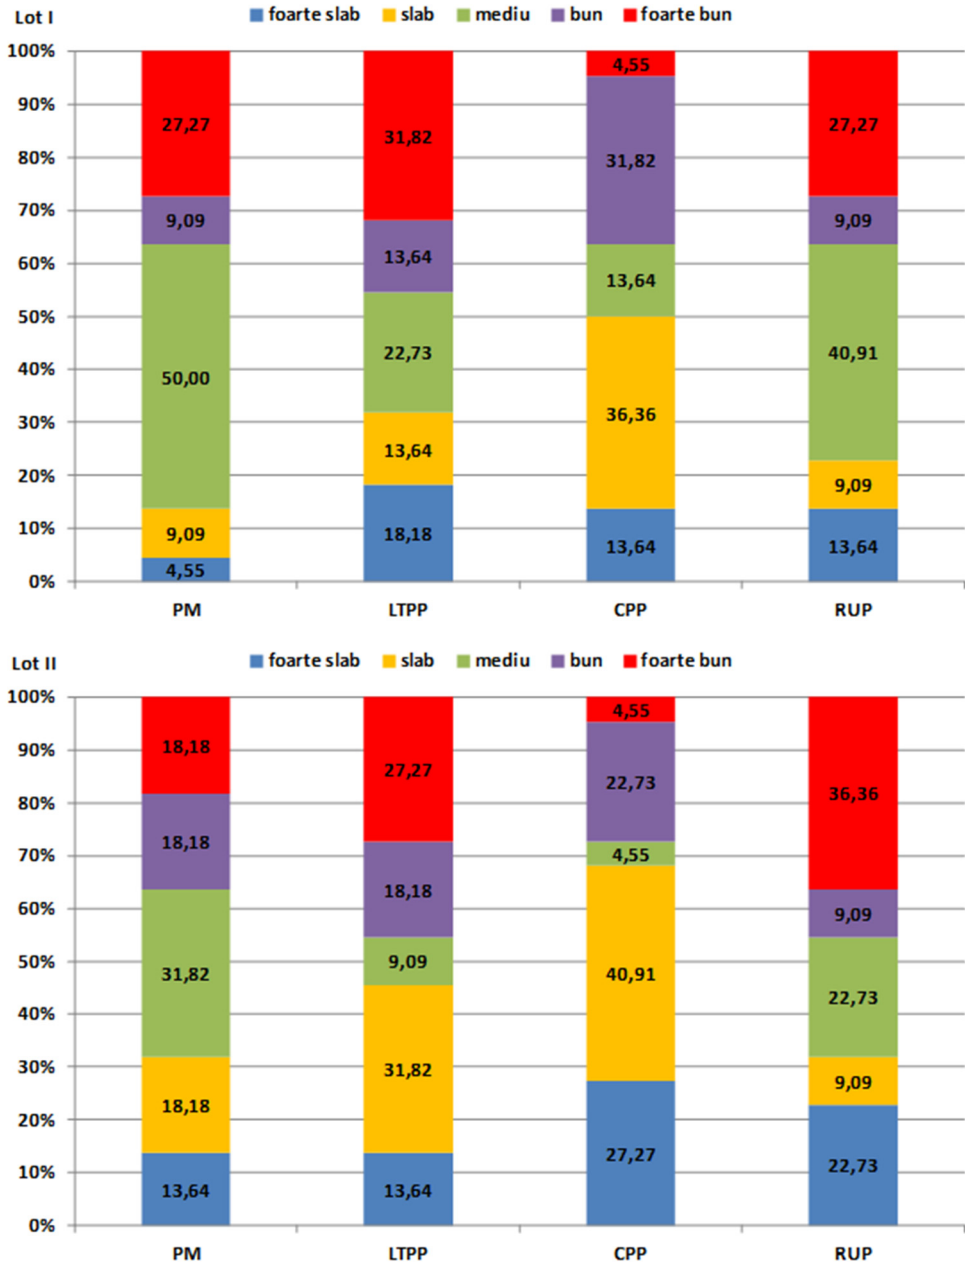 Lot I
foarte slab slab mediu bun foarte bun
100%
27,27 31,82 4,55 27,27
90%
80%
31,82
70%
9,09 13,64 9,09
60%
13,64
50%
50,00 22,73 40,91
40%
36,36
30%
13,64
20%
9,09 9,09
10%
18,18 13,64 13,64
4,55
0%
PM LTPP CPP RUP
Lot II
foarte slab slab mediu bun foarte bun
100%
18,18 27,27 4,55 36,36
90%
22,73
80%
18,18
70%
18,18 4,55
60%
9,09
50%
31,82 9,09 40,91 22,73
40%
30%
31,82 9,09
20%
18,18
10%
13,64 13,64 27,27 22,73
0%
PM LTPP CPP RUP